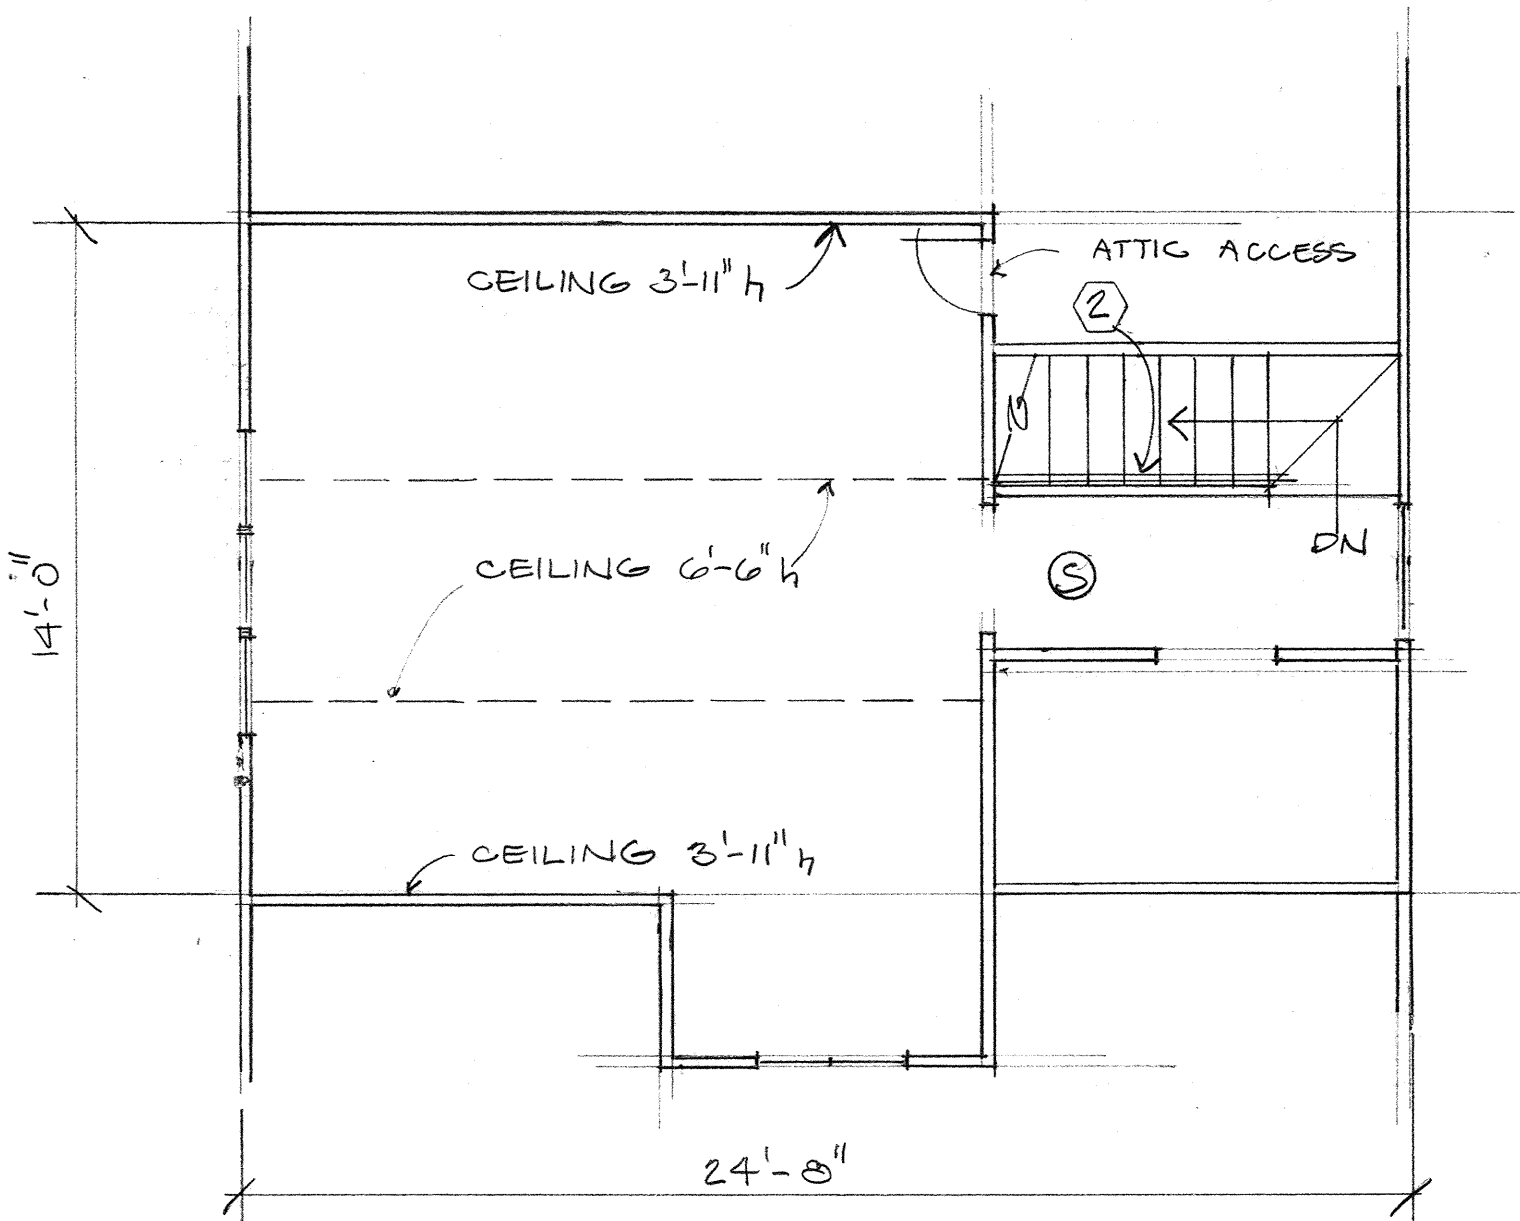 ATTIC ACCESS
CEILING 3'-11" h
2
DN
CEILING 6'-6" h
S
14'-0"
CEILING 3'-11" h
24'-8"